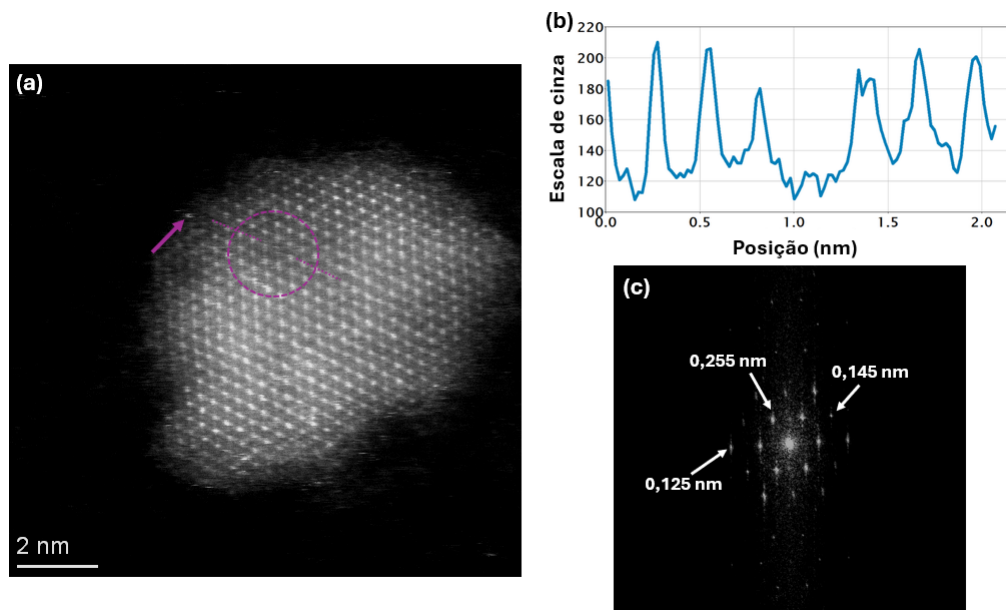 (a)
2 nm
(b)
Escala de cinza
220
200
180
160
140
120
100
0.0
0.5
1.0
1.5
2.0
Posição (nm)
(c)
0,255 nm
0,145 nm
0,125 nm